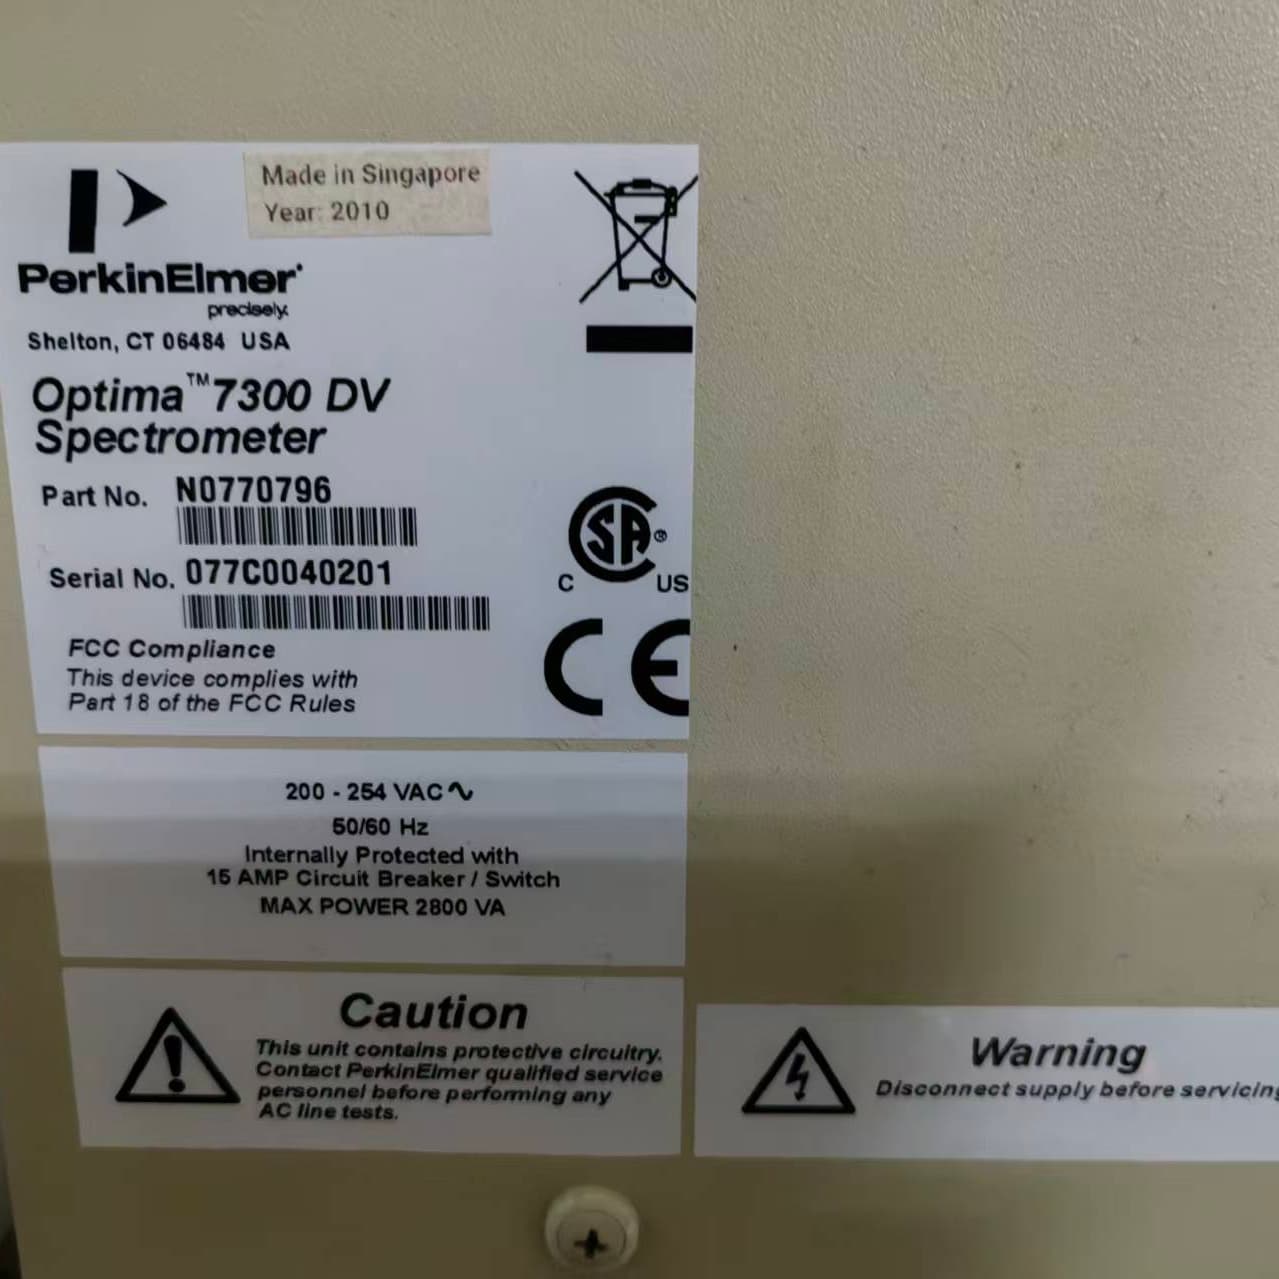 Made in Singapore
Year: 2010
PerkinElmer
precisely.
Shelton, CT 06484 USA
Optima™7300 DV
Spectrometer
Part No. N0770796
Serial No. 077C0040201
FCC Compliance
This device complies with
Part 18 of the FCC Rules
SA®
C US
CE
200 - 254 VAC∿
50/60 Hz
Internally Protected with
15 AMP Circuit Breaker / Switch
MAX POWER 2800 VA
Caution
This unit contains protective circuitry.
Contact PerkinElmer qualified service
personnel before performing any
AC line tests.
Warning
Disconnect supply before servicing